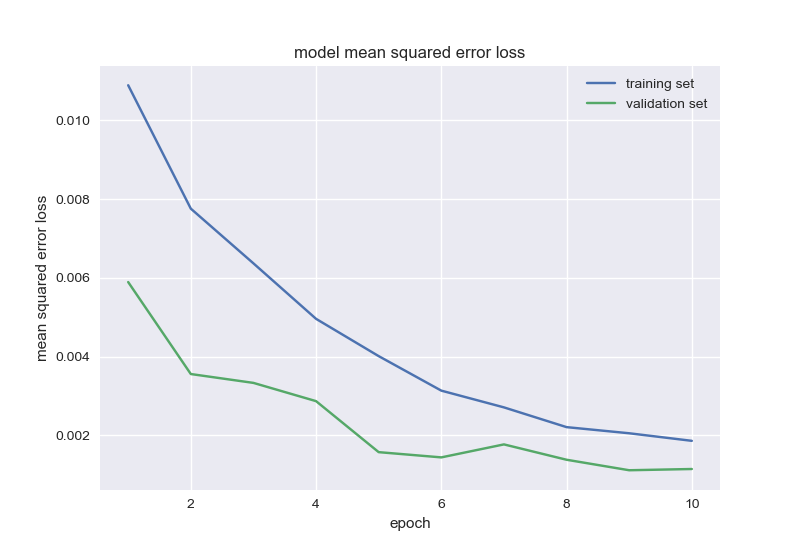 model mean squared error loss
training set
validation set
0.010
0.008
0.006
0.004
0.002
mean squared error loss
2 4 6 8 10
epoch